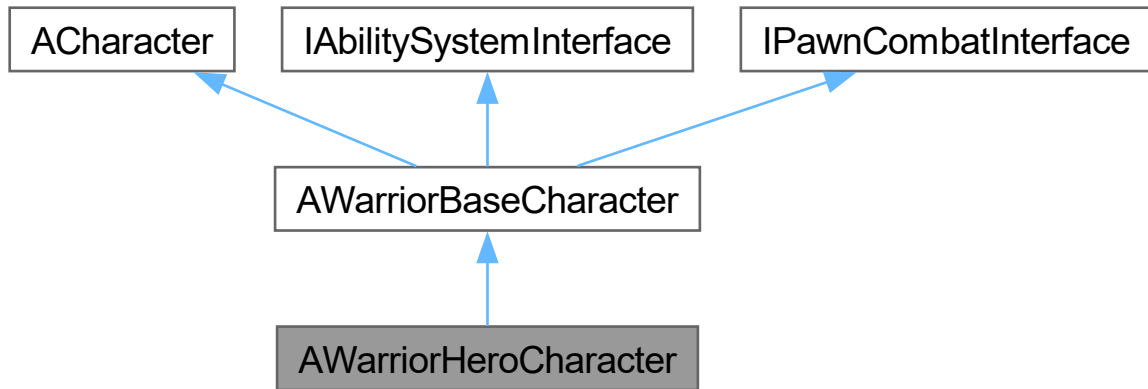 ACharacter
IAbilitySystemInterface
IPawnCombatInterface
AWarriorBaseCharacter
AWarriorHeroCharacter